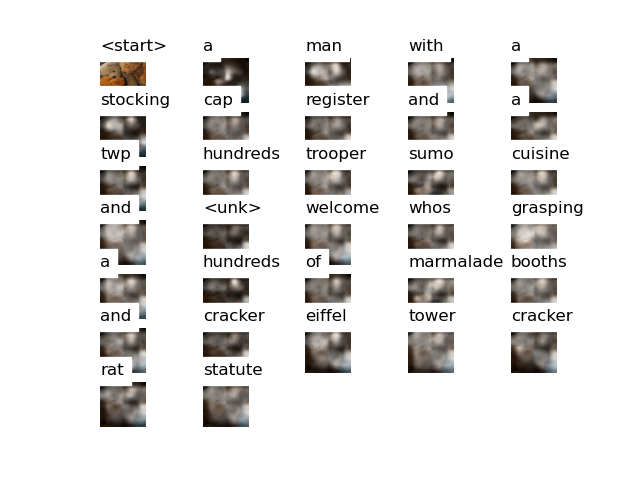 <start> a man with a
stocking cap register and a
twp hundreds trooper sumo cuisine
and <unk> welcome whos grasping
a hundreds of marmalade booths
and cracker eiffel tower cracker
rat statute